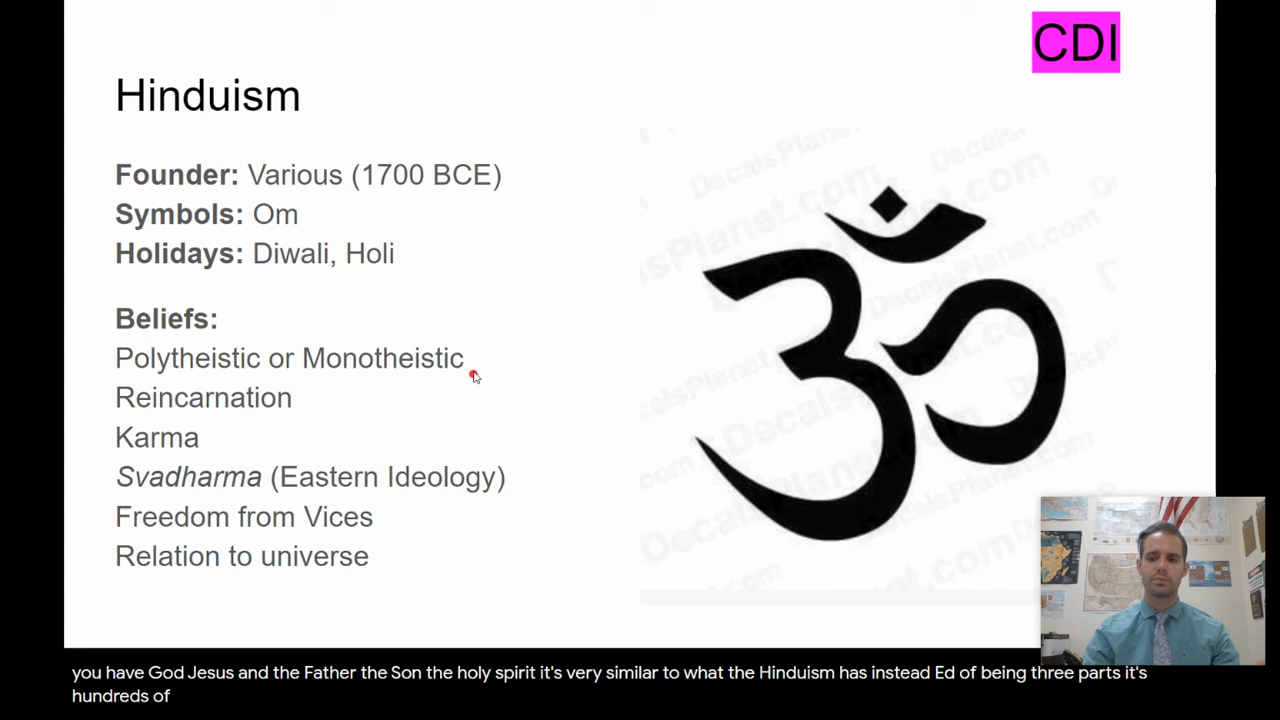 CDI
Hinduism
Founder: Various (1700 BCE)
Symbols: Om
Holidays: Diwali, Holi
Beliefs:
Polytheistic or Monotheistic
Reincarnation
Karma
Svadharma (Eastern Ideology)
Freedom from Vices
Relation to universe
ॐ
DecalsPlanet.com
you have God Jesus and the Father the Son the holy spirit it's very similar to what the Hinduism has instead Ed of being three parts it's
hundreds of